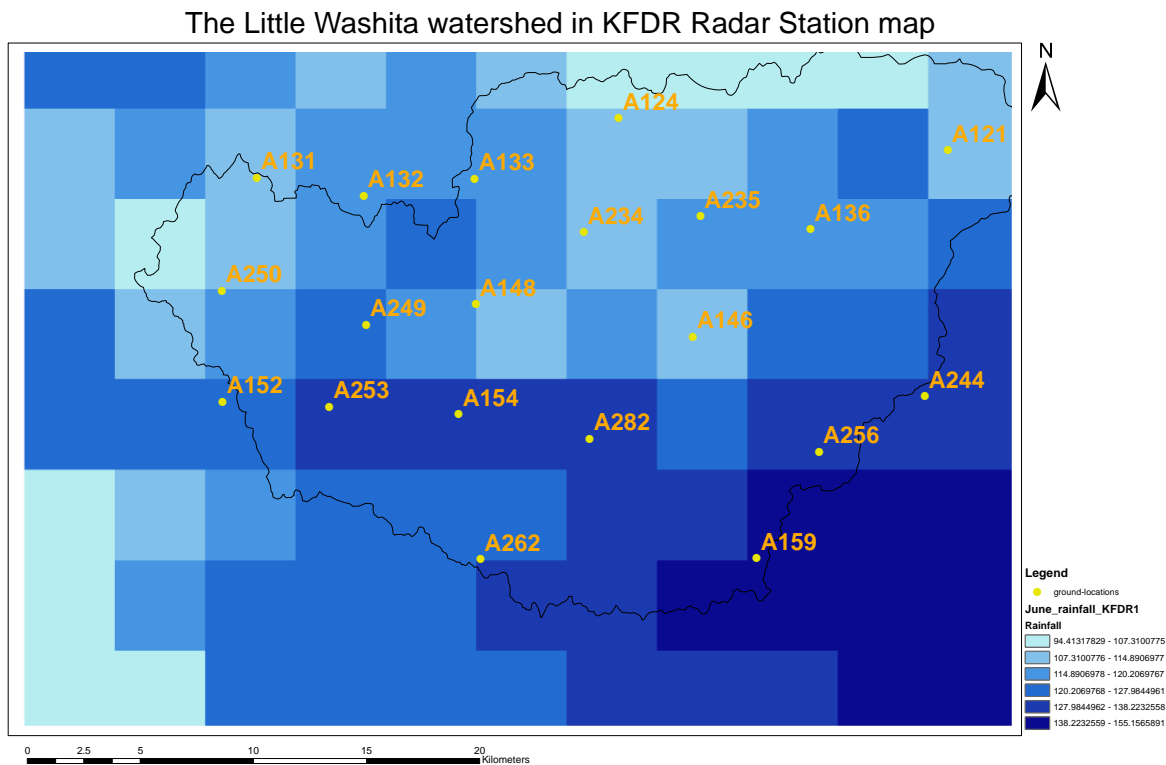 The Little Washita watershed in KFDR Radar Station map
N
A124
A121
A131
A133
A132
A235
A234
A136
A250
A148
A249
A146
A152
A244
A253
A154
A282
A256
A262
A159
Legend
ground-locations
June_rainfall_KFDR1
Rainfall
94.41317829 - 107.3100775
107.3100776 - 114.8906977
114.8906978 - 120.2069767
120.2069768 - 127.9844961
127.9844962 - 138.2232558
138.2232559 - 155.1565891
0 2.5 5 10 15 20
Kilometers